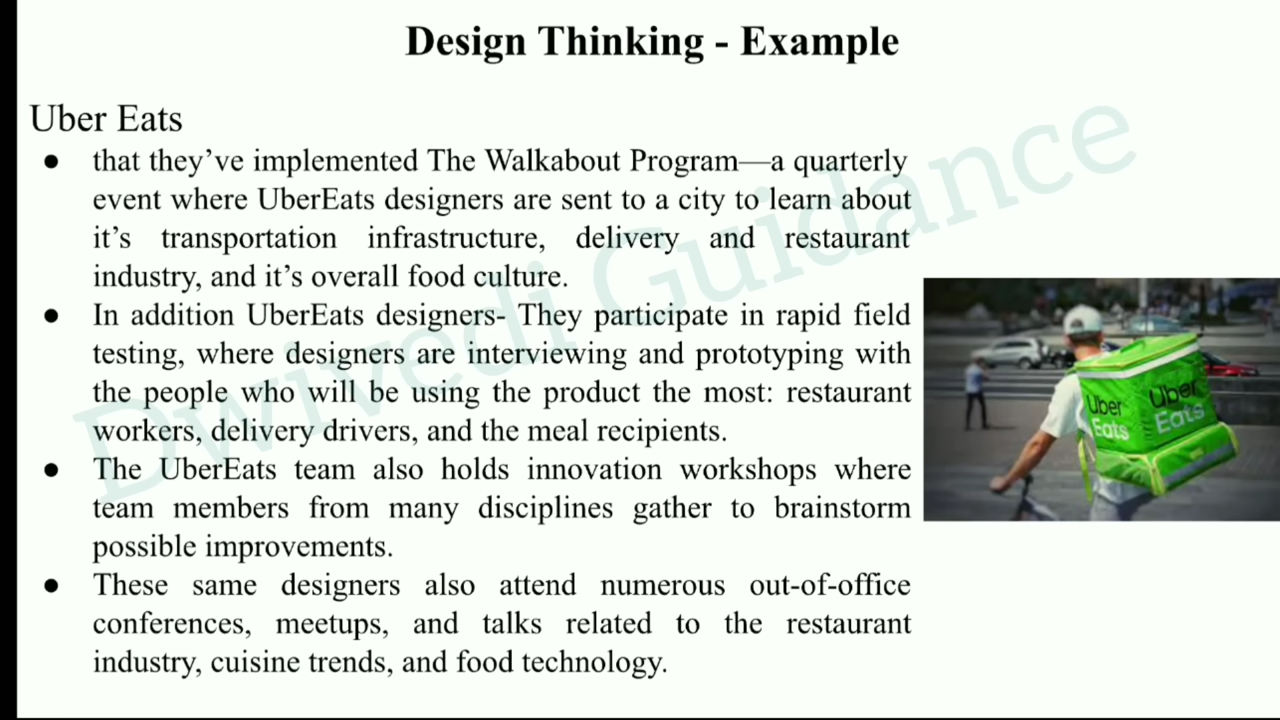 Design Thinking - Example
Uber Eats
● that they’ve implemented The Walkabout Program—a quarterly
event where UberEats designers are sent to a city to learn about
it’s transportation infrastructure, delivery and restaurant
industry, and it’s overall food culture.
● In addition UberEats designers- They participate in rapid field
testing, where designers are interviewing and prototyping with
the people who will be using the product the most: restaurant
workers, delivery drivers, and the meal recipients.
● The UberEats team also holds innovation workshops where
team members from many disciplines gather to brainstorm
possible improvements.
● These same designers also attend numerous out-of-office
conferences, meetups, and talks related to the restaurant
industry, cuisine trends, and food technology.
Dwivedi Guidance
Uber
Eats
Uber
Eats